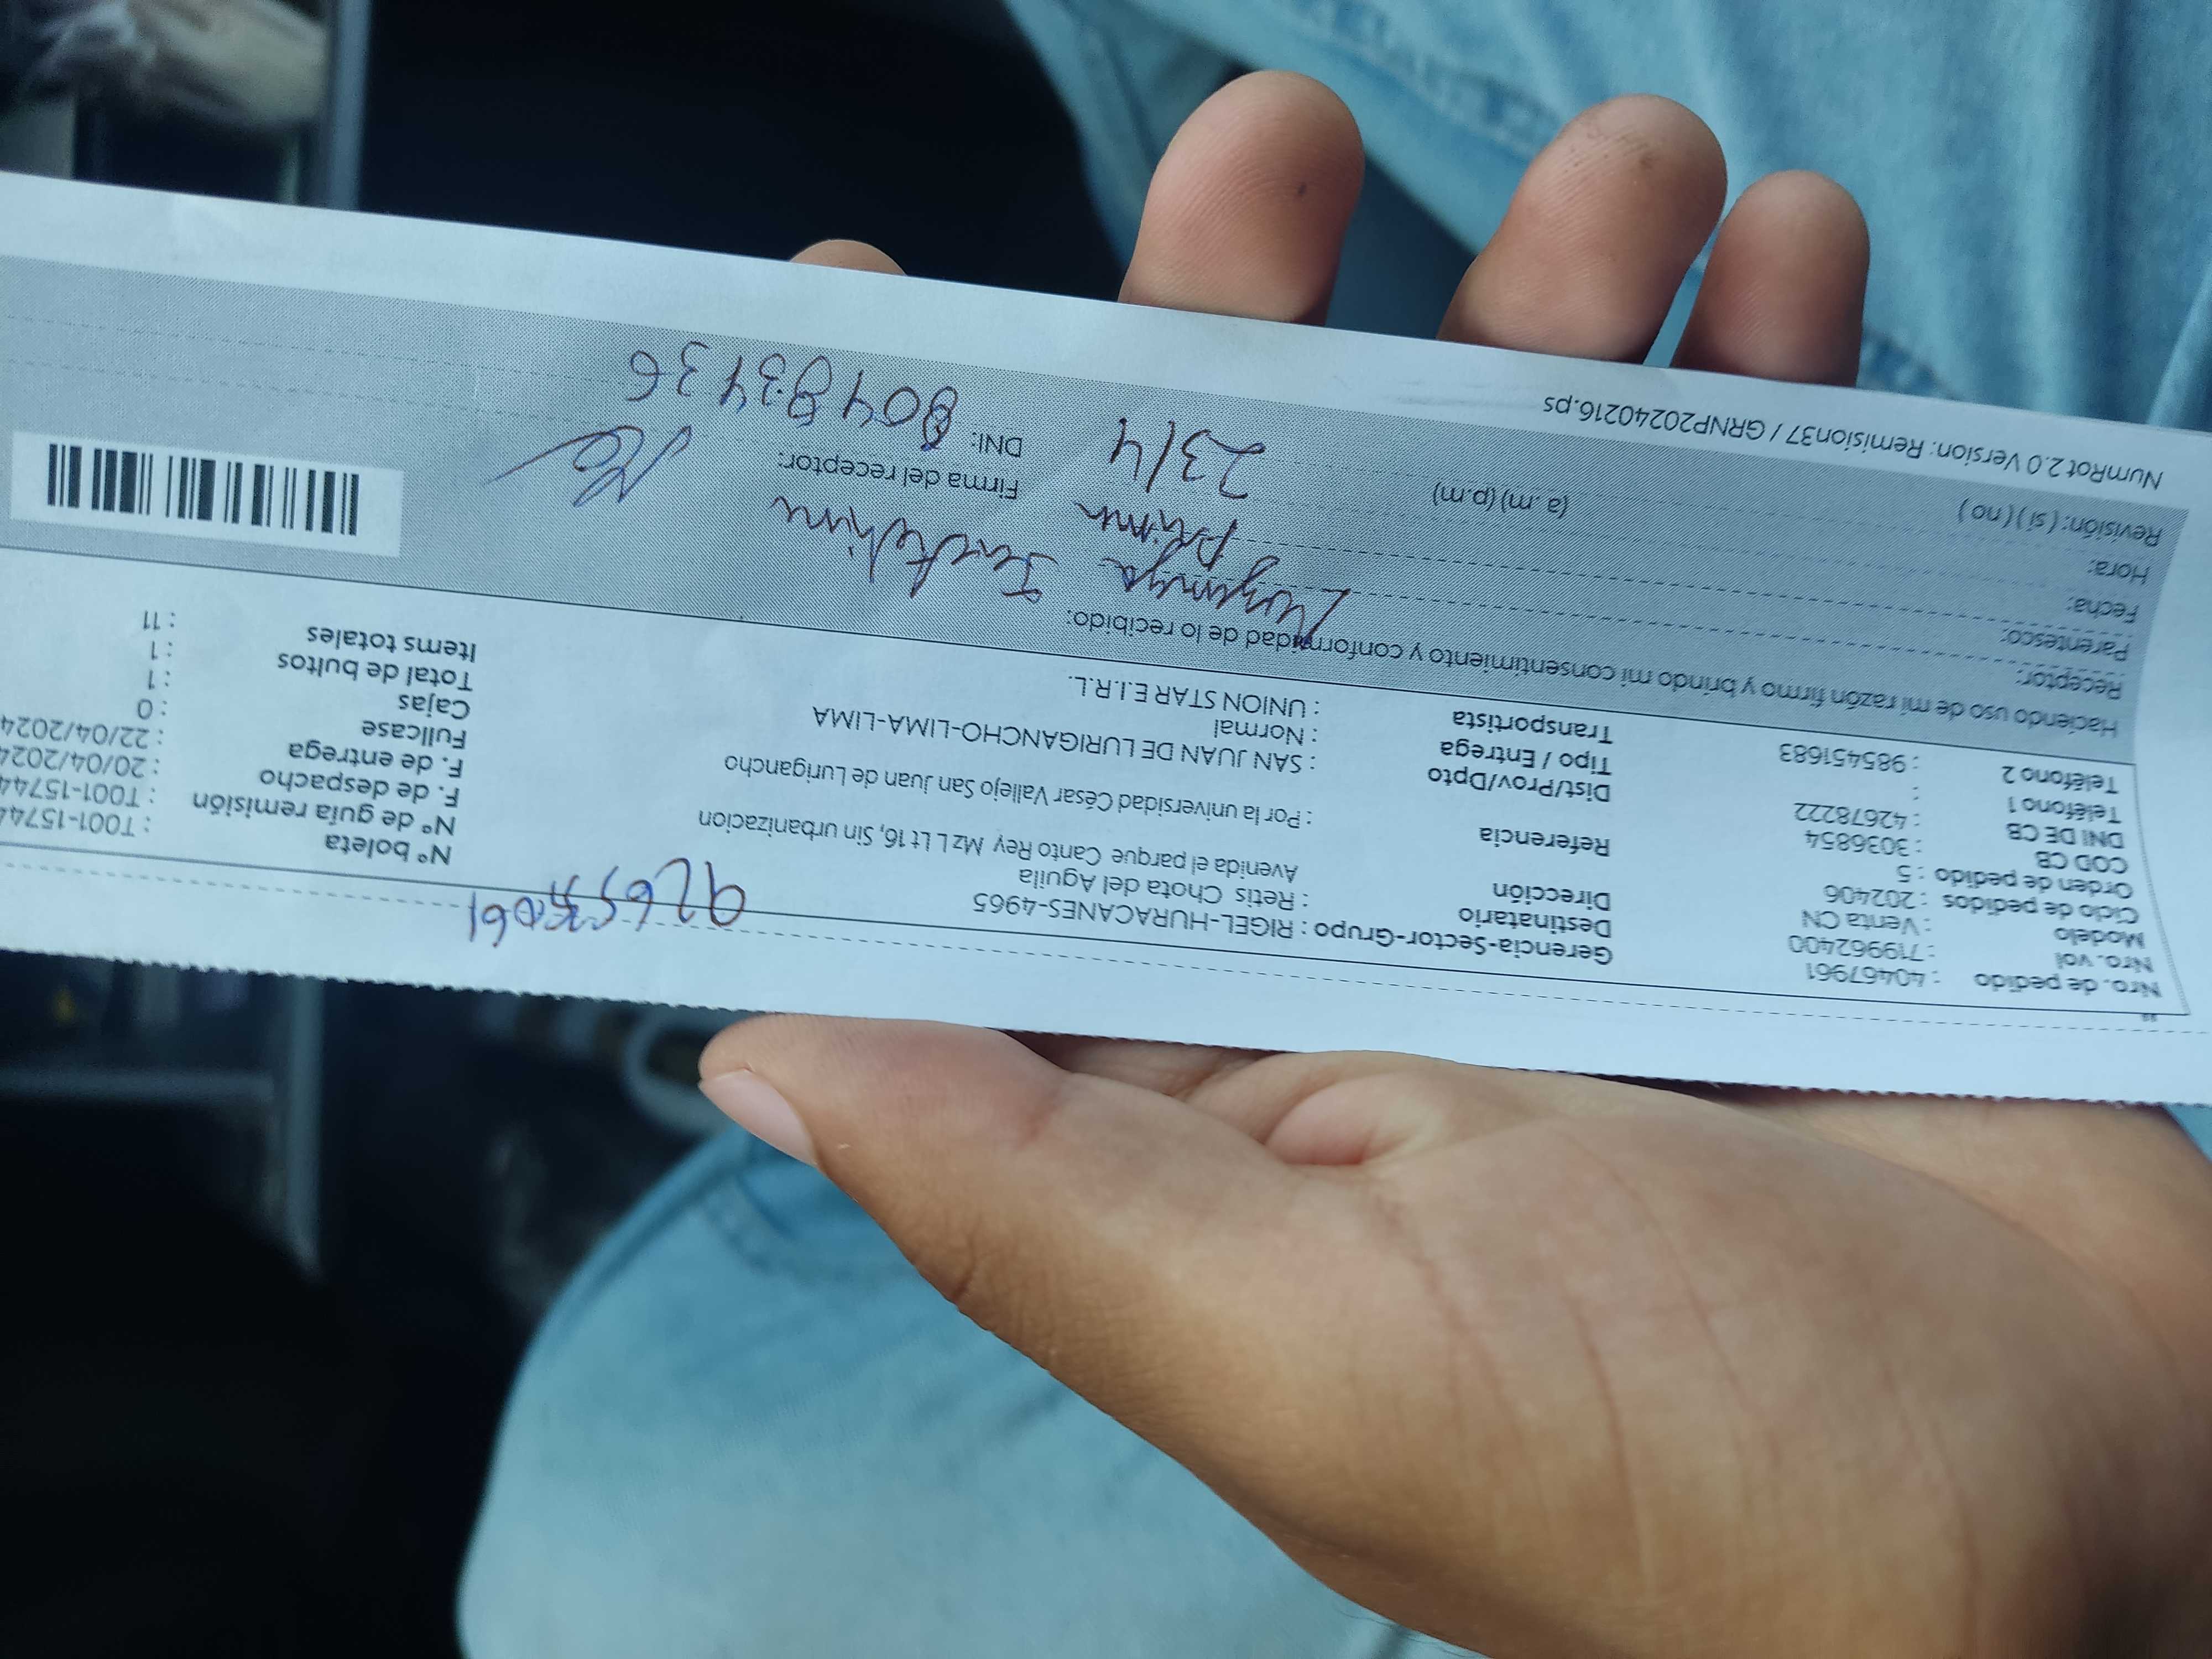 Nro. de pedido : 40467961
Nro. vol : 719962400
Modelo : Venta CN
Ciclo de pedidos : 202406
Orden de pedido : 5
COD CB : 3036854
DNI DE CB : 42678222
Teléfono 1 :
Teléfono 2 : 985451683
Gerencia-Sector-Grupo : RIGEL-HURACANES-4965
Destinatario : Retis Chota del Aguila
Dirección Avenida el parque Canto Rey Mz L Lt 16, Sin urbanizacion
Referencia : Por la universidad César Vallejo San Juan de Lurigancho
Dist/Prov/Dpto : SAN JUAN DE LURIGANCHO-LIMA-LIMA
Tipo / Entrega : Normal
Transportista : UNION STAR E.I.R.L.
N° boleta : T001-1574
N° de guía remisión : T001-15744
F. de despacho : 20/04/2024
F. de entrega : 22/04/2024
Fullcase : 0
Cajas : 1
Total de bultos : 1
Items totales : 11
Haciendo uso de mi razón firmo y brindo mi consentimiento y conformidad de lo recibido:
Receptor:
Parentesco:
Fecha: 23/4
Hora: (a.m) (p.m)
Revisión: ( si ) ( no )
Firma del receptor:
DNI: 80483436
NumRot 2.0 Version: Remision37 / GRNP20240216.ps